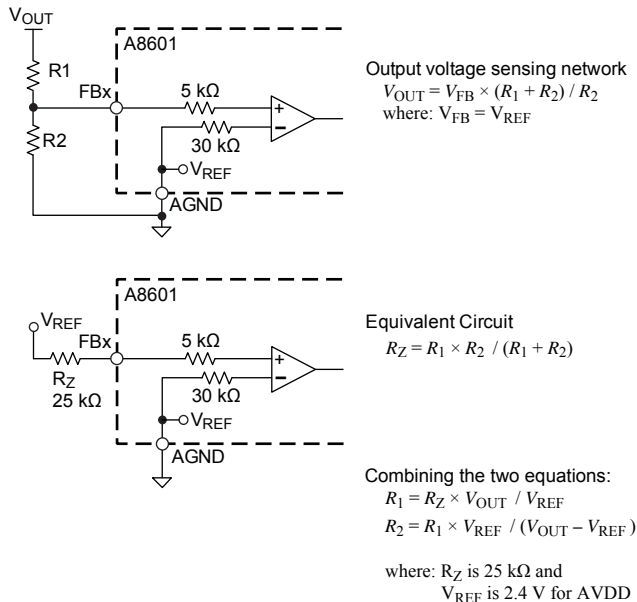 VOUT
A8601
R1
FBx
5 kΩ
+
R2
−
30 kΩ
VREF
AGND
Output voltage sensing network
VOUT = VFB × (R1 + R2) / R2
where: VFB = VREF
A8601
VREF
FBx
5 kΩ
+
RZ
25 kΩ
−
30 kΩ
VREF
AGND
Equivalent Circuit
RZ = R1 × R2 / (R1 + R2)
Combining the two equations:
R1 = RZ × VOUT / VREF
R2 = R1 × VREF / (VOUT – VREF)
where: RZ is 25 kΩ and
VREF is 2.4 V for AVDD